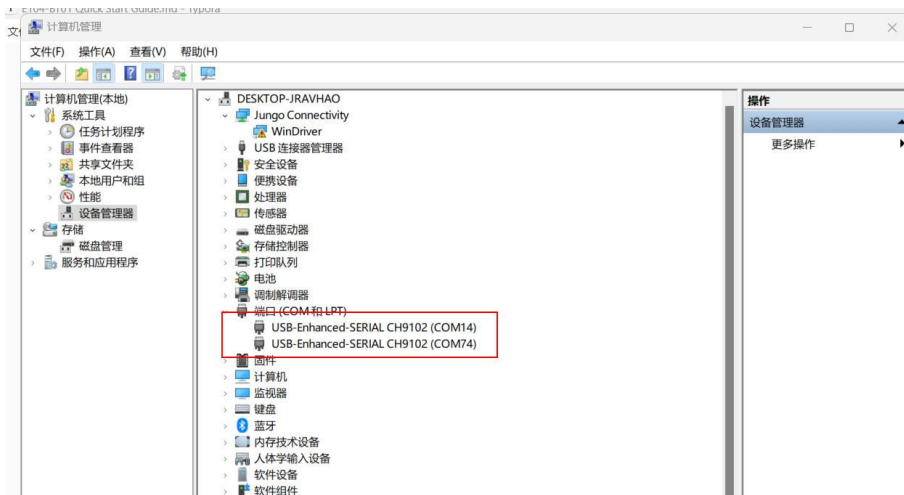 E104-BT01 Quick Start Guide.md - Typora
计算机管理
文件(F) 操作(A) 查看(V) 帮助(H)
计算机管理(本地)
系统工具
任务计划程序
事件查看器
共享文件夹
本地用户和组
性能
设备管理器
存储
磁盘管理
服务和应用程序
DESKTOP-JRAVHAO
Jungo Connectivity
WinDriver
USB 连接器管理器
安全设备
便携设备
处理器
传感器
磁盘驱动器
存储控制器
打印队列
电池
调制解调器
端口 (COM 和 LPT)
USB-Enhanced-SERIAL CH9102 (COM14)
USB-Enhanced-SERIAL CH9102 (COM74)
固件
计算机
监视器
键盘
蓝牙
内存技术设备
人体学输入设备
软件设备
软件组件
操作
设备管理器
更多操作